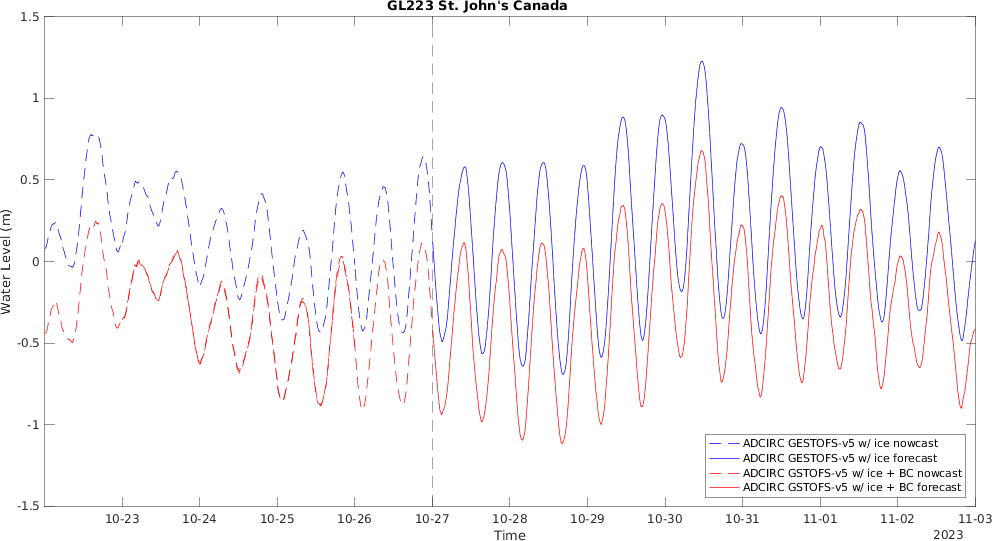 GL223 St. John's Canada
1.5
1
0.5
0
-0.5
-1
-1.5
Water Level (m)
ADCIRC GESTOFS-v5 w/ ice nowcast
ADCIRC GESTOFS-v5 w/ ice forecast
ADCIRC GSTOFS-v5 w/ ice + BC nowcast
ADCIRC GSTOFS-v5 w/ ice + BC forecast
10-23 10-24 10-25 10-26 10-27 10-28 10-29 10-30 10-31 11-01 11-02 11-03
Time
2023